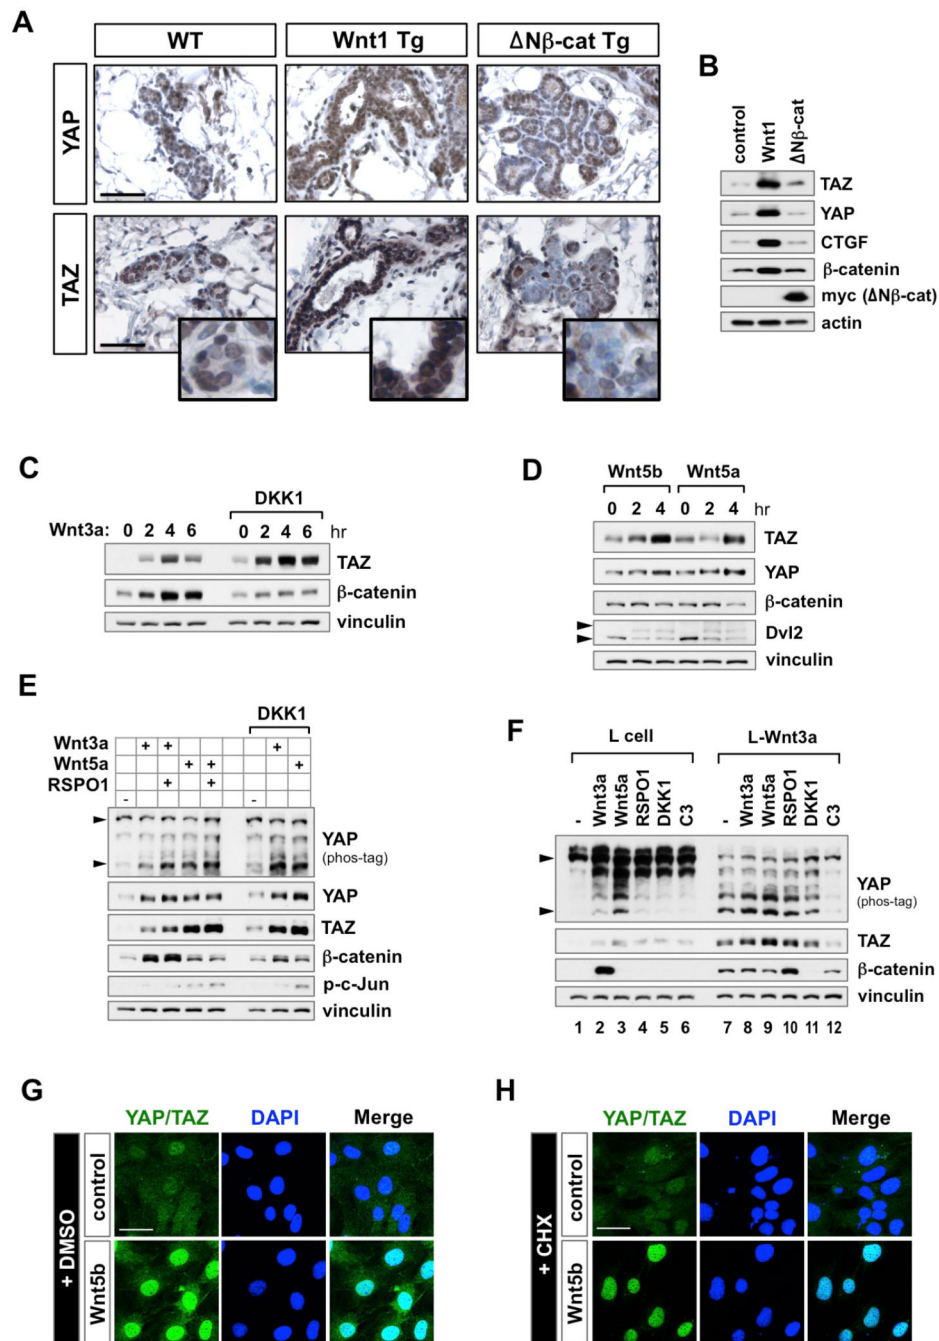 A
WT Wnt1 Tg ΔNβ-cat Tg
YAP
TAZ
B
control Wnt1 ΔNβ-cat
TAZ
YAP
CTGF
β-catenin
myc (ΔNβ-cat)
actin
C
DKK1
Wnt3a: 0 2 4 6 0 2 4 6 hr
TAZ
β-catenin
vinculin
D
Wnt5b Wnt5a
0 2 4 0 2 4 hr
TAZ
YAP
β-catenin
Dvl2
vinculin
E
DKK1
Wnt3a + + +
Wnt5a + + +
RSPO1 + +
- -
YAP
(phos-tag)
YAP
TAZ
β-catenin
p-c-Jun
vinculin
F
L cell L-Wnt3a
- Wnt3a Wnt5a RSPO1 DKK1 C3 - Wnt3a Wnt5a RSPO1 DKK1 C3
YAP
(phos-tag)
TAZ
β-catenin
vinculin
1 2 3 4 5 6 7 8 9 10 11 12
G
YAP/TAZ DAPI Merge
+ DMSO
control
Wnt5b
H
YAP/TAZ DAPI Merge
+ CHX
control
Wnt5b